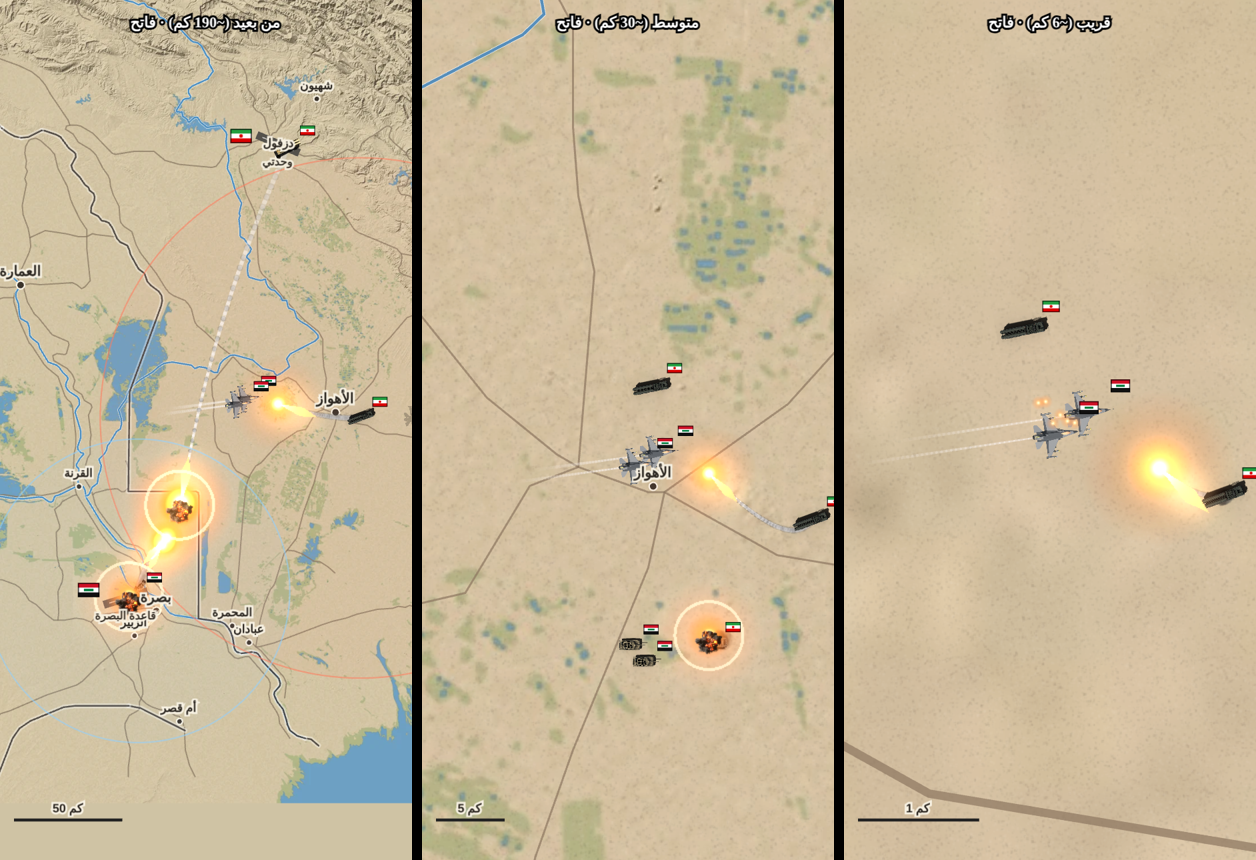 من بعيد (~190 كم) · فاتح
شهيون
دزفول
وحدتي
العمارة
الأهواز
القرنة
بصرة
قاعدة البصرة
الزبير
المحمرة
عبادان
أم قصر
50 كم
متوسط (~30 كم) · فاتح
الأهواز
5 كم
قريب (~6 كم) · فاتح
1 كم